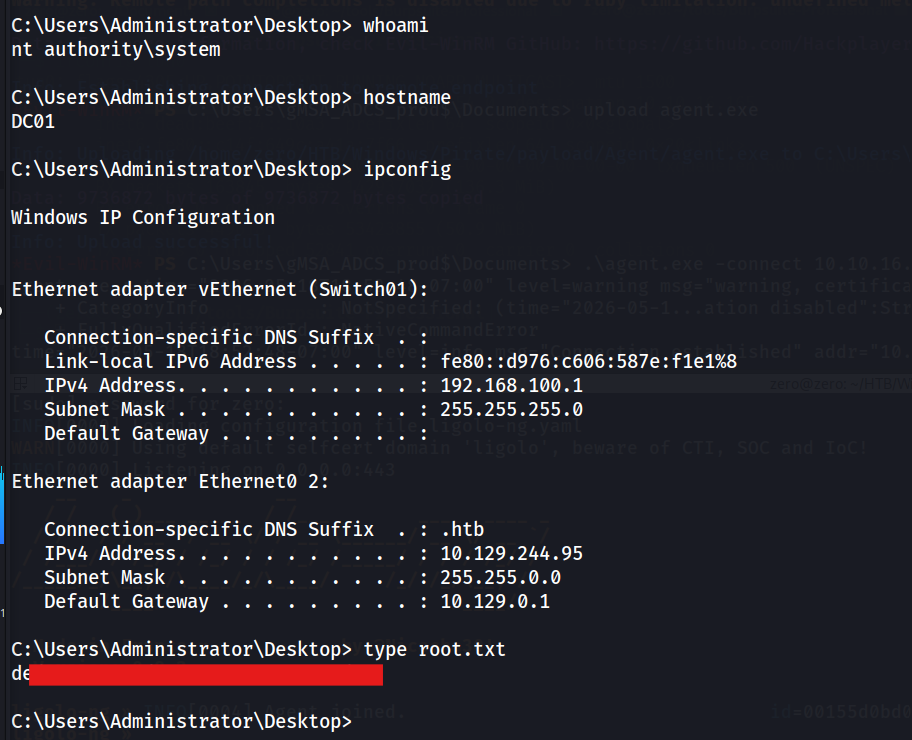 C:\Users\Administrator\Desktop> whoami
nt authority\system
C:\Users\Administrator\Desktop> hostname
DC01
C:\Users\Administrator\Desktop> ipconfig
Windows IP Configuration
Ethernet adapter vEthernet (Switch01):
Connection-specific DNS Suffix  . :
Link-local IPv6 Address . . . . . : fe80::d976:c606:587e:f1e1%8
IPv4 Address. . . . . . . . . . . : 192.168.100.1
Subnet Mask . . . . . . . . . . . : 255.255.255.0
Default Gateway . . . . . . . . . :
Ethernet adapter Ethernet0 2:
Connection-specific DNS Suffix  . : .htb
IPv4 Address. . . . . . . . . . . : 10.129.244.95
Subnet Mask . . . . . . . . . . . : 255.255.0.0
Default Gateway . . . . . . . . . : 10.129.0.1
C:\Users\Administrator\Desktop> type root.txt
de
C:\Users\Administrator\Desktop>